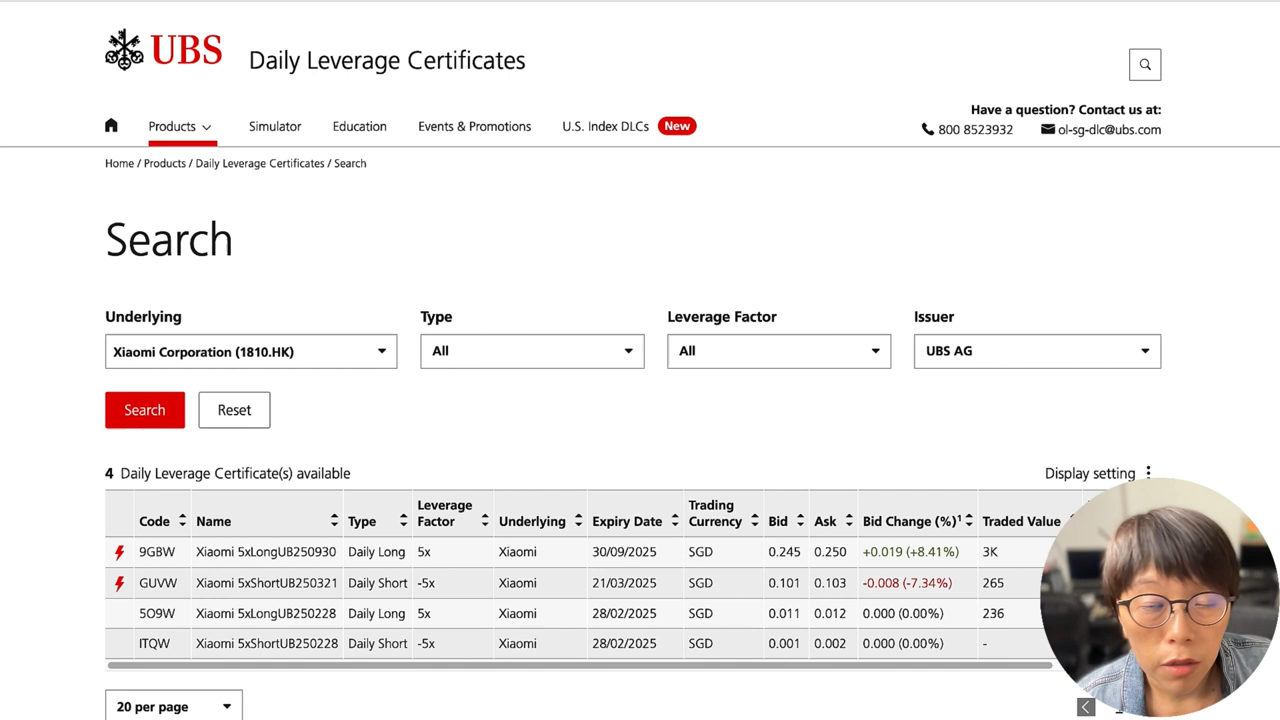 UBS Daily Leverage Certificates
Have a question? Contact us at:
Products Simulator Education Events & Promotions U.S. Index DLCs New 800 8523932 ol-sg-dlc@ubs.com
Home / Products / Daily Leverage Certificates / Search
Search
Underlying Type Leverage Factor Issuer
Xiaomi Corporation (1810.HK) All All UBS AG
Search Reset
4 Daily Leverage Certificate(s) available Display setting
Code Name Type Leverage Factor Underlying Expiry Date Trading Currency Bid Ask Bid Change (%)¹ Traded Value
9GBW Xiaomi 5xLongUB250930 Daily Long 5x Xiaomi 30/09/2025 SGD 0.245 0.250 +0.019 (+8.41%) 3K
GUVW Xiaomi 5xShortUB250321 Daily Short -5x Xiaomi 21/03/2025 SGD 0.101 0.103 -0.008 (-7.34%) 265
5O9W Xiaomi 5xLongUB250228 Daily Long 5x Xiaomi 28/02/2025 SGD 0.011 0.012 0.000 (0.00%) 236
ITQW Xiaomi 5xShortUB250228 Daily Short -5x Xiaomi 28/02/2025 SGD 0.001 0.002 0.000 (0.00%) -
20 per page